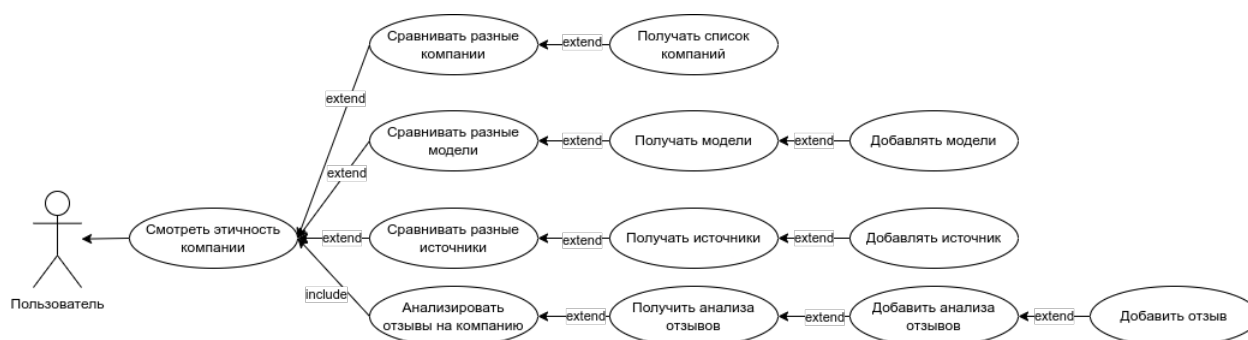 Сравнивать разные
компании
extend
Получать список
компаний
extend
Сравнивать разные
модели
extend
Получать модели
extend
Добавлять модели
extend
Смотреть этичность
компании
extend
Сравнивать разные
источники
extend
Получать источники
extend
Добавлять источник
Пользователь
include
Анализировать
отзывы на компанию
extend
Получить анализа
отзывов
extend
Добавить анализа
отзывов
extend
Добавить отзыв